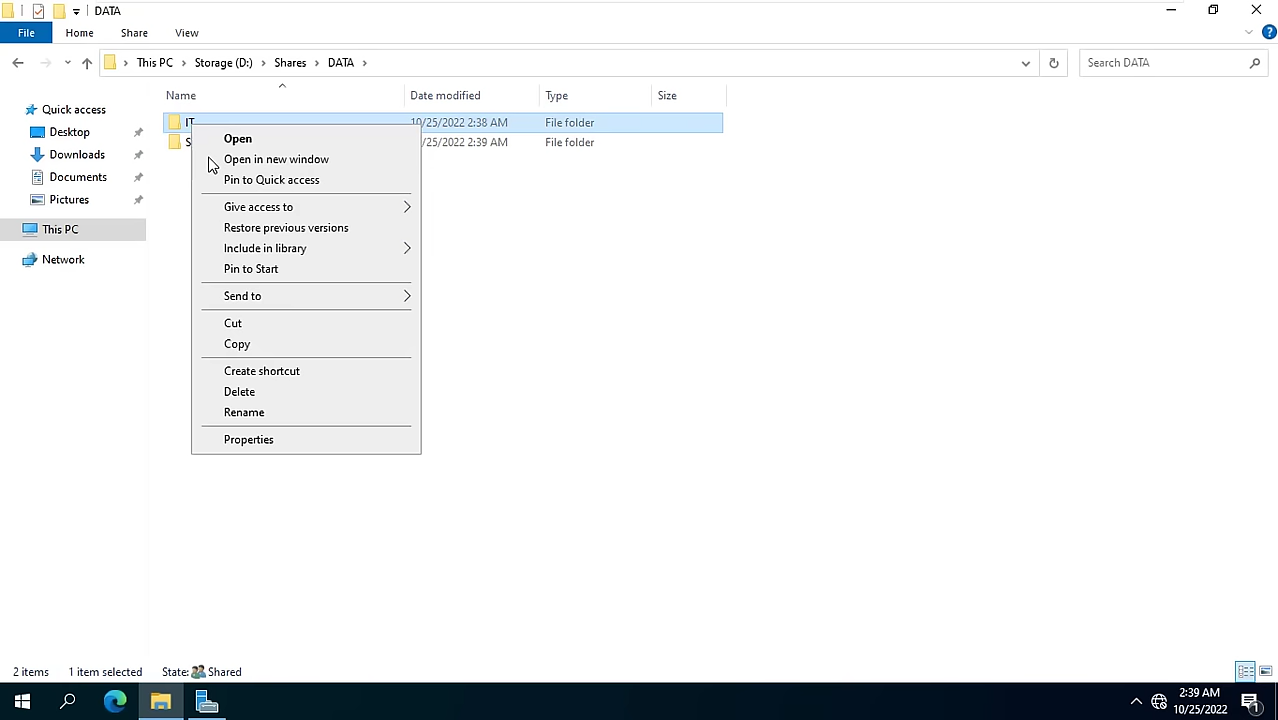 DATA
File Home Share View
This PC Storage (D:) Shares DATA
Search DATA
Name Date modified Type Size
Quick access
Desktop
Downloads
Documents
Pictures
This PC
Network
IT 10/25/2022 2:38 AM File folder
S /25/2022 2:39 AM File folder
Open
Open in new window
Pin to Quick access
Give access to
Restore previous versions
Include in library
Pin to Start
Send to
Cut
Copy
Create shortcut
Delete
Rename
Properties
2 items 1 item selected State: Shared
2:39 AM
10/25/2022
1